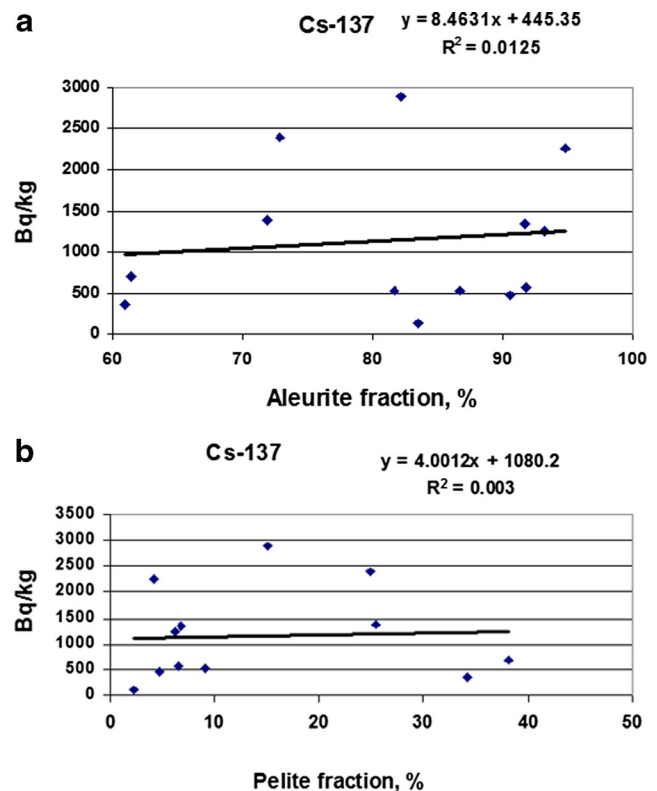 a
Cs-137 y = 8.4631x + 445.35
R² = 0.0125
3000
2500
2000
1500
1000
500
0
Bq/kg
60 70 80 90 100
Aleurite fraction, %
b
Cs-137 y = 4.0012x + 1080.2
R² = 0.003
3500
3000
2500
2000
1500
1000
500
0
Bq/kg
0 10 20 30 40 50
Pelite fraction, %